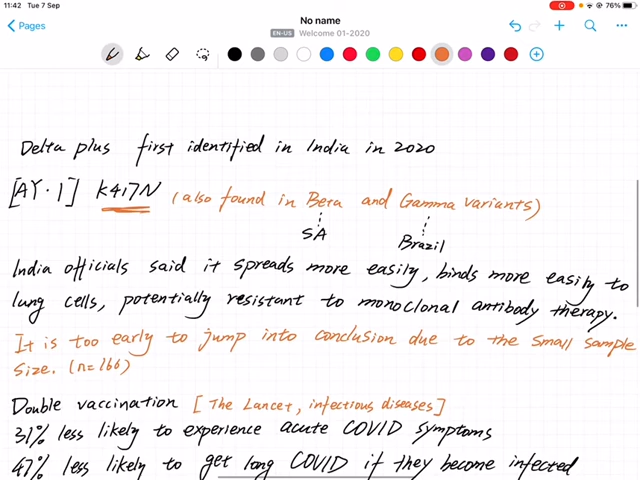 11:42 Tue 7 Sep
76%
Pages
No name
EN-US Welcome 01-2020
Delta plus first identified in India in 2020
[AY.1] K417N (also found in Beta and Gamma variants)
SA
Brazil
India officials said it spreads more easily, binds more easily to
lung cells, potentially resistant to monoclonal antibody therapy.
It is too early to jump into conclusion due to the small sample
size. (n=166)
Double vaccination [The Lancet, infectious diseases]
31% less likely to experience acute COVID symptoms
47% less likely to get long COVID if they become infected